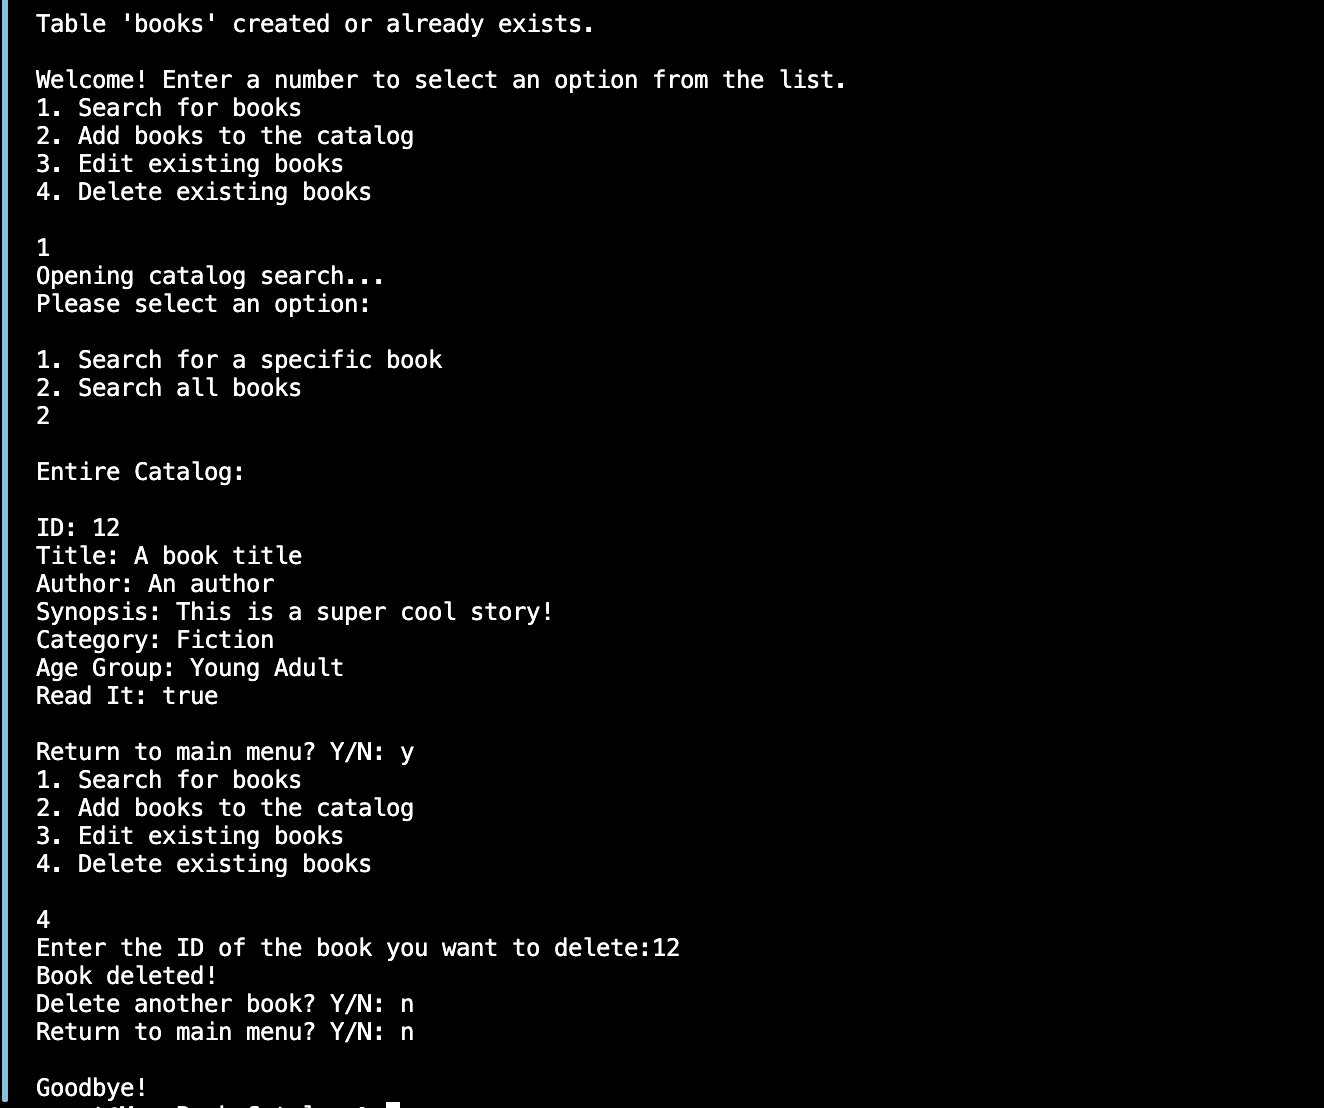 Table 'books' created or already exists.
Welcome! Enter a number to select an option from the list.
1. Search for books
2. Add books to the catalog
3. Edit existing books
4. Delete existing books
1
Opening catalog search...
Please select an option:
1. Search for a specific book
2. Search all books
2
Entire Catalog:
ID: 12
Title: A book title
Author: An author
Synopsis: This is a super cool story!
Category: Fiction
Age Group: Young Adult
Read It: true
Return to main menu? Y/N: y
1. Search for books
2. Add books to the catalog
3. Edit existing books
4. Delete existing books
4
Enter the ID of the book you want to delete:12
Book deleted!
Delete another book? Y/N: n
Return to main menu? Y/N: n
Goodbye!